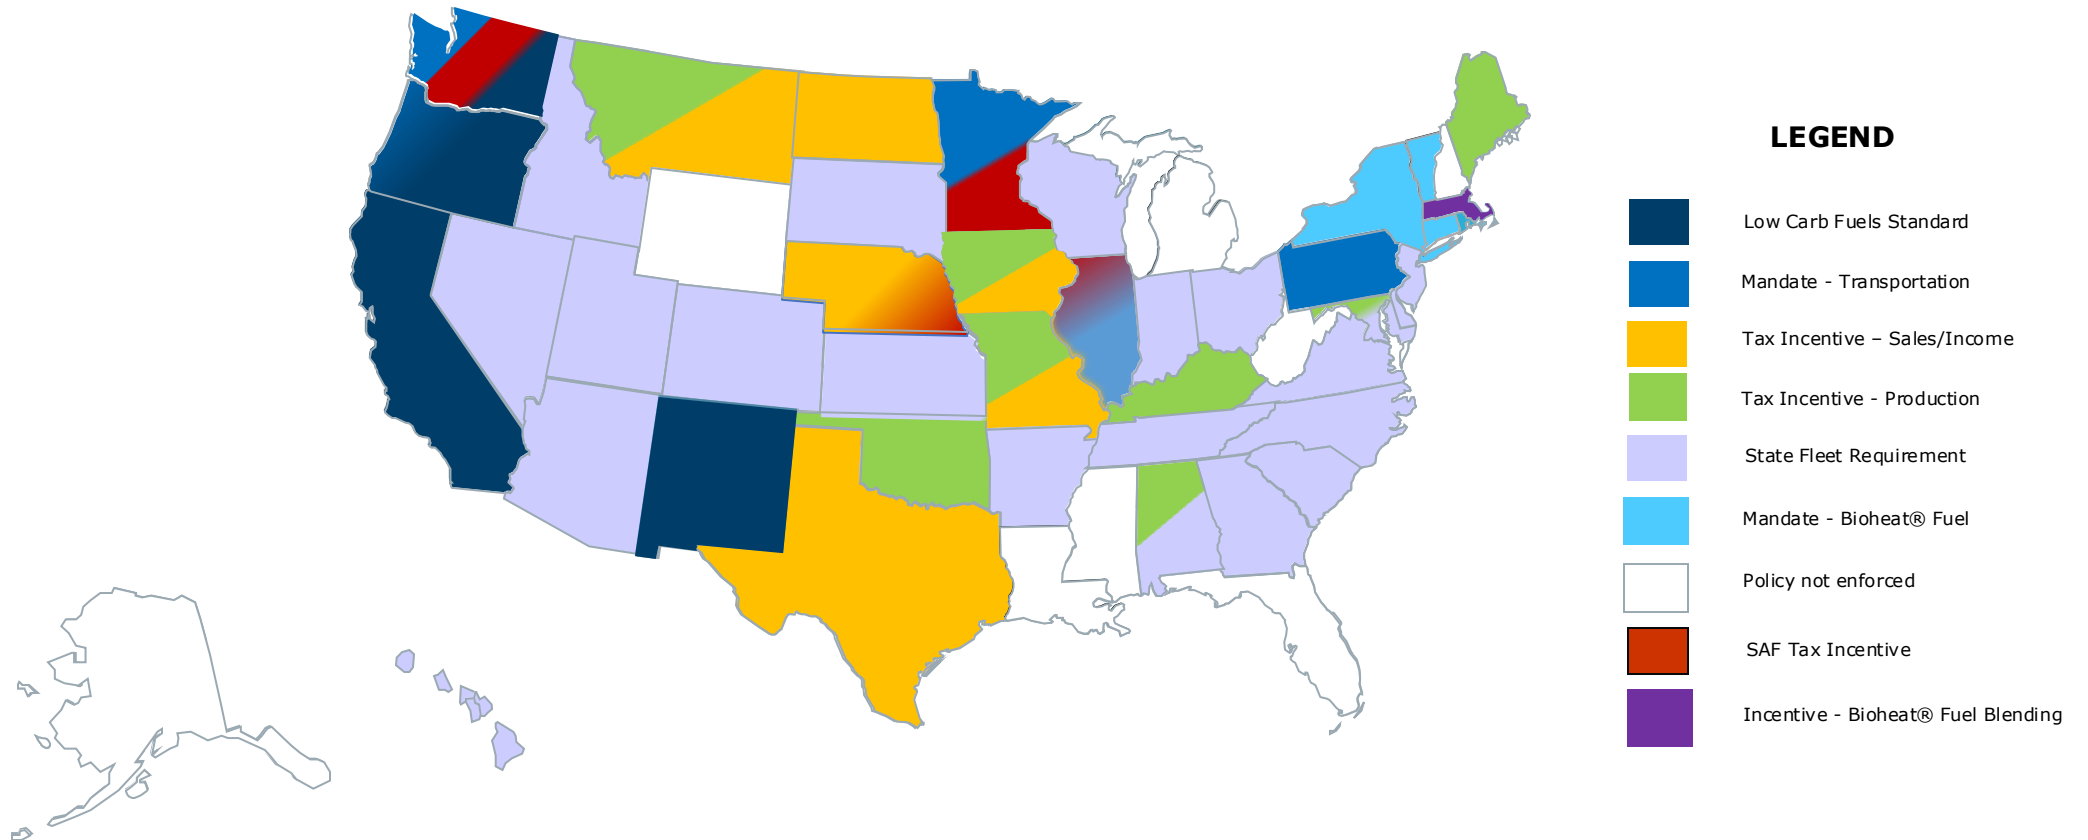 LEGEND
Low Carb Fuels Standard
Mandate - Transportation
Tax Incentive – Sales/Income
Tax Incentive - Production
State Fleet Requirement
Mandate - Bioheat® Fuel
Policy not enforced
SAF Tax Incentive
Incentive - Bioheat® Fuel Blending